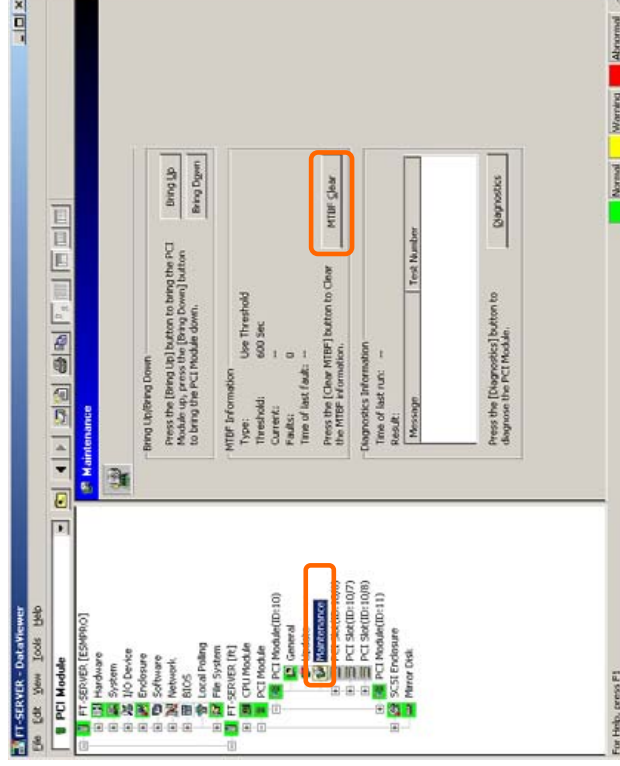 FT-SERVER - DataViewer
File Edit View Tools Help
PCI Module
FT-SERVER [ESMPRO]
Hardware
System
I/O Device
Enclosure
Software
Network
BIOS
Local Polling
File System
FT-SERVER [ft]
CPU Module
PCI Module
PCI Module(ID:10)
General
Maintenance
PCI Slot(ID:10/6)
PCI Slot(ID:10/7)
PCI Slot(ID:10/8)
PCI Module(ID:11)
SCSI Enclosure
Mirror Disk
Maintenance
Bring Up/Bring Down
Press the [Bring Up] button to bring the PCI
Module up, press the [Bring Down] button
to bring the PCI Module down.
Bring Up
Bring Down
MTBF Information
Type: Use Threshold
Threshold: 600 Sec
Current: --
Faults: 0
Time of last fault: --
Press the [Clear MTBF] button to Clear
the MTBF information.
MTBF Clear
Diagnostics Information
Time of last run: --
Result:
Message Test Number
Press the [Diagnostics] button to
diagnose the PCI Module.
Diagnostics
For Help, press F1
Normal Warning Abnormal